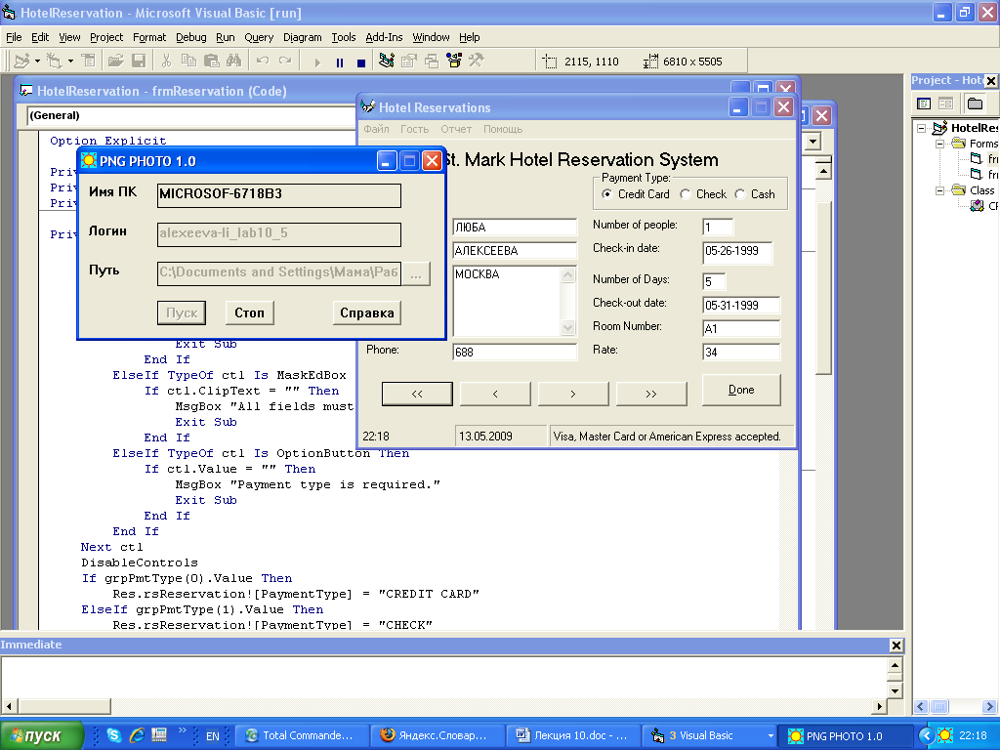 HotelReservation - Microsoft Visual Basic [run]
File Edit View Project Format Debug Run Query Diagram Tools Add-Ins Window Help
2115, 1110 6810 x 5505
HotelReservation - frmReservation (Code)
(General)
Option Explicit
Pri
Pri
Pri
Pri
Exit Sub
End If
ElseIf TypeOf ctl Is MaskEdBox
If ctl.ClipText = "" Then
MsgBox "All fields must
Exit Sub
End If
ElseIf TypeOf ctl Is OptionButton Then
If ctl.Value = "" Then
MsgBox "Payment type is required."
Exit Sub
End If
End If
Next ctl
DisableControls
If grpPmtType(0).Value Then
Res.rsReservation![PaymentType] = "CREDIT CARD"
ElseIf grpPmtType(1).Value Then
Res.rsReservation![PaymentType] = "CHECK"
PNG PHOTO 1.0
Имя ПК MICROSOF-6718B3
Логин alexeeva-li_lab10_5
Путь C:\Documents and Settings\Мама\Раб ...
Пуск Стоп Справка
Hotel Reservations
Файл Гость Отчет Помощь
St. Mark Hotel Reservation System
Payment Type:
Credit Card Check Cash
ЛЮБА
АЛЕКСЕЕВА
МОСКВА
Phone: 688
Number of people: 1
Check-in date: 05-26-1999
Number of Days: 5
Check-out date: 05-31-1999
Room Number: A1
Rate: 34
<< < > >> Done
22:18 13.05.2009 Visa, Master Card or American Express accepted.
Project - Hot
HotelRes
Forms
fr
fr
Class
Immediate
пуск EN Total Commande... Яндекс.Словар... Лекция 10.doc - ... 3 Visual Basic PNG PHOTO 1.0 22:18